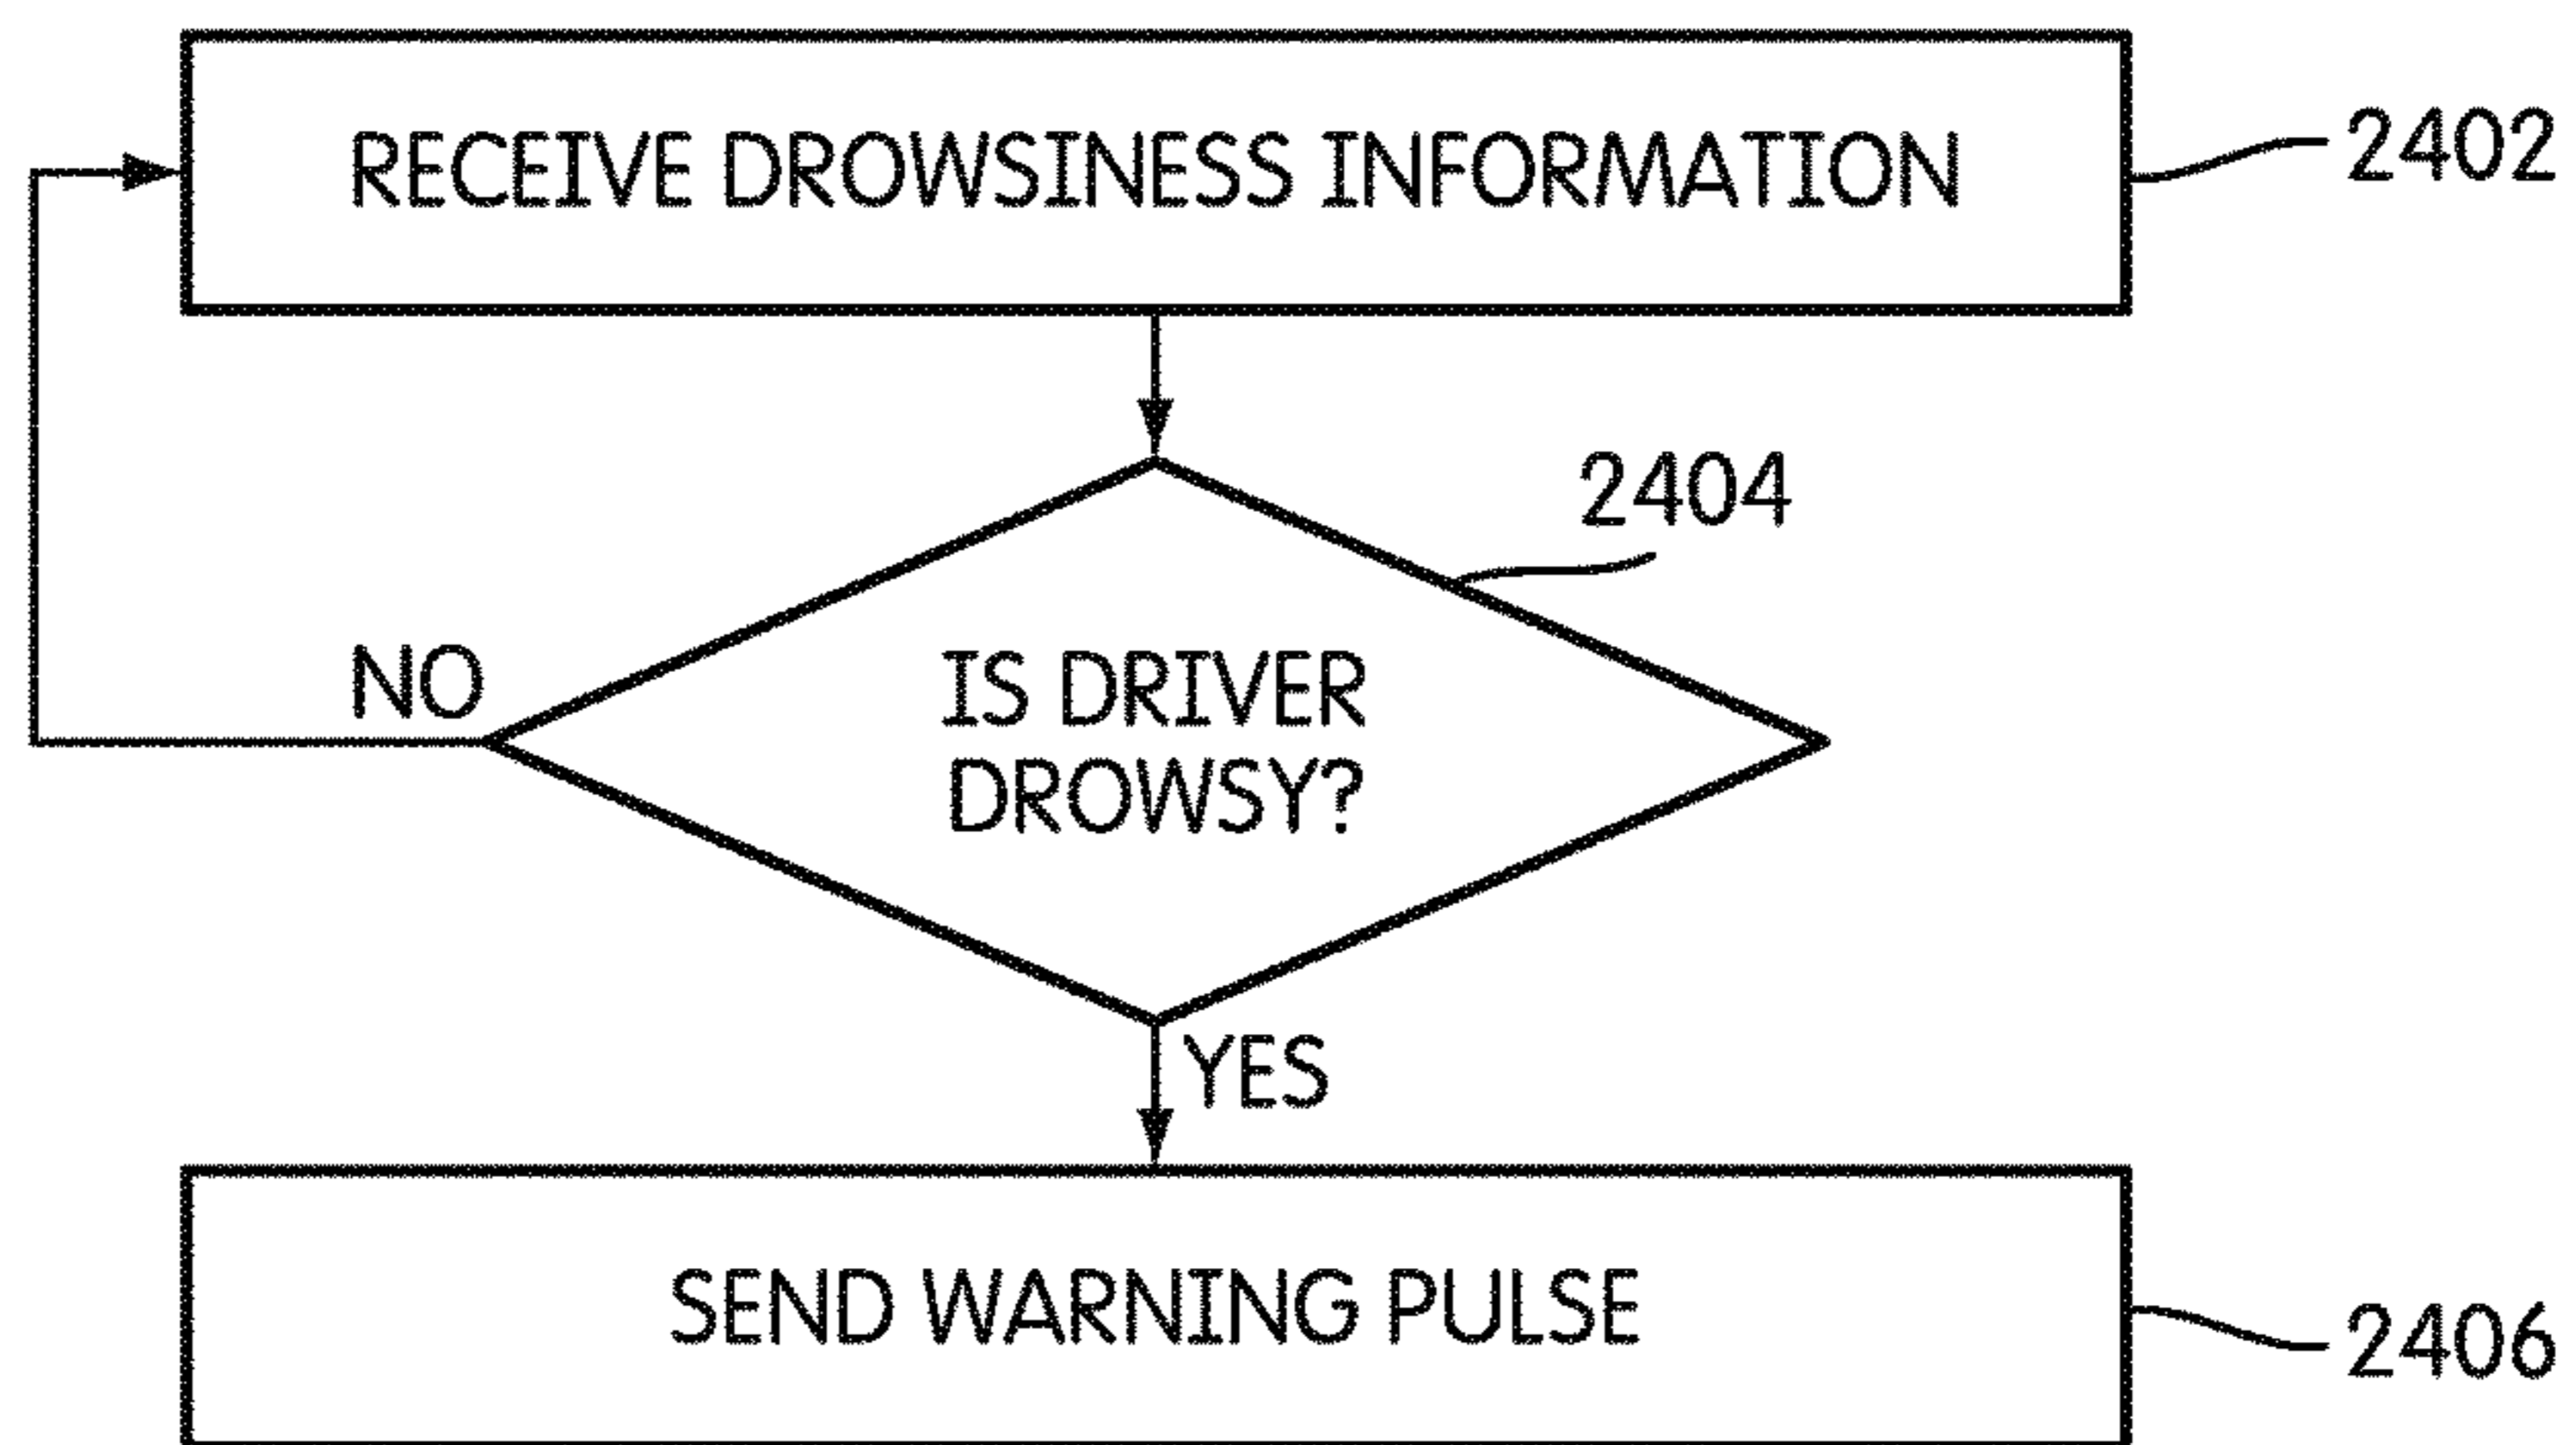 RECEIVE DROWSINESS INFORMATION
2402
2404
IS DRIVER
DROWSY?
NO
YES
SEND WARNING PULSE
2406